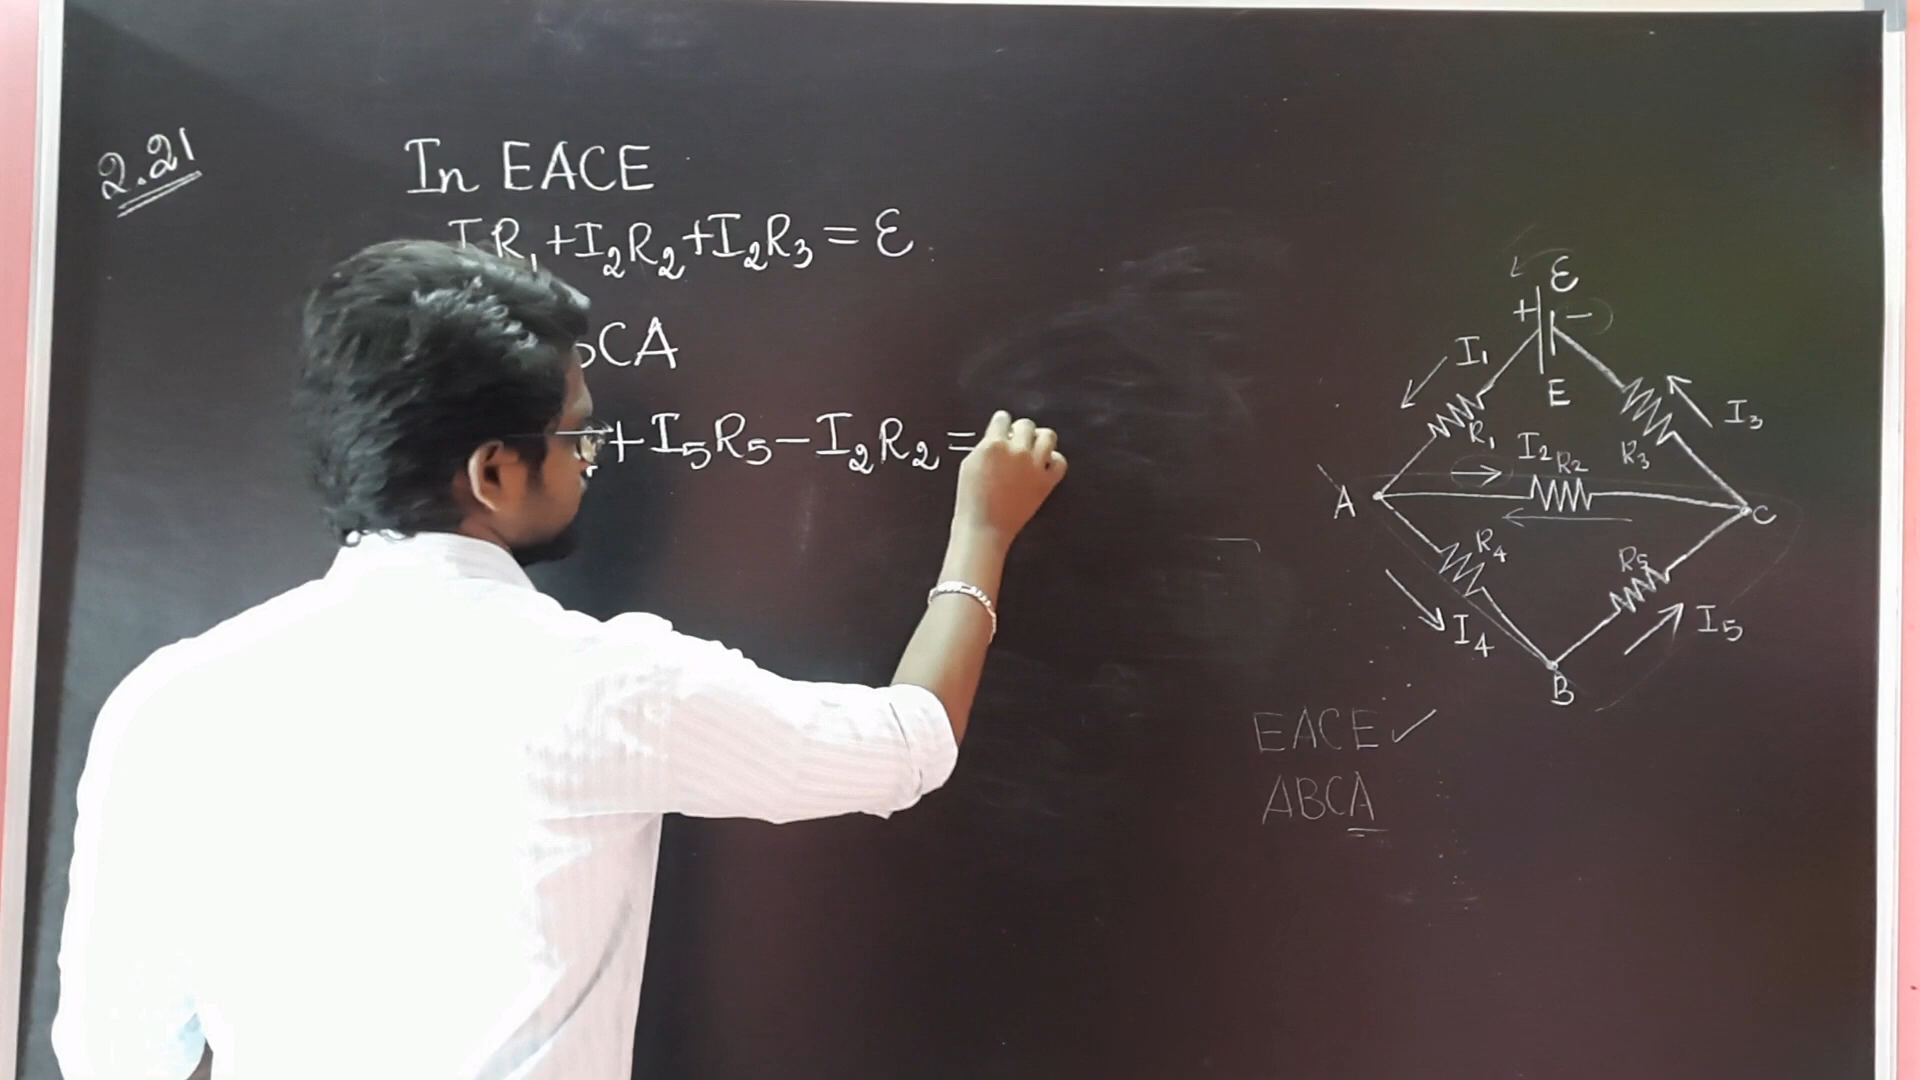 2.21
In EACE
R₁+I₂R₂+I₂R₃ = ℰ
CA
+I₅R₅−I₂R₂=
ℰ
+ −
E
I₁
R₁
I₃
R₃
I₂
R₂
A
C
R₄
R₅
I₄
I₅
B
EACE✓
ABCA